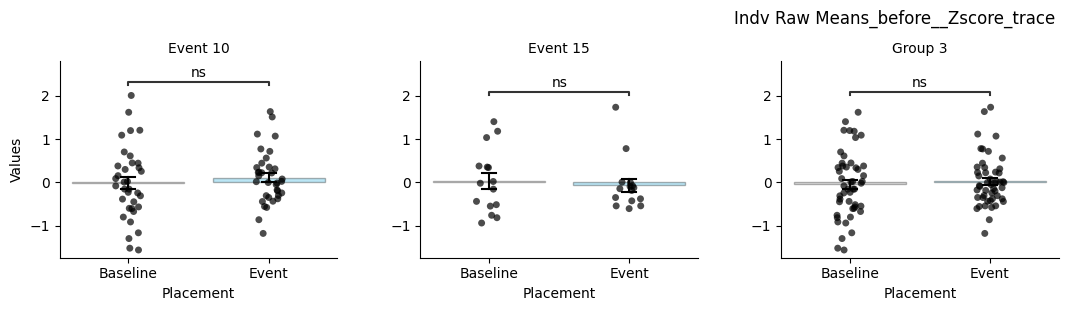 Indv Raw Means_before__Zscore_trace
Event 10
Event 15
Group 3
ns
ns
ns
Values
2
1
0
−1
2
1
0
−1
2
1
0
−1
Baseline
Event
Baseline
Event
Baseline
Event
Placement
Placement
Placement